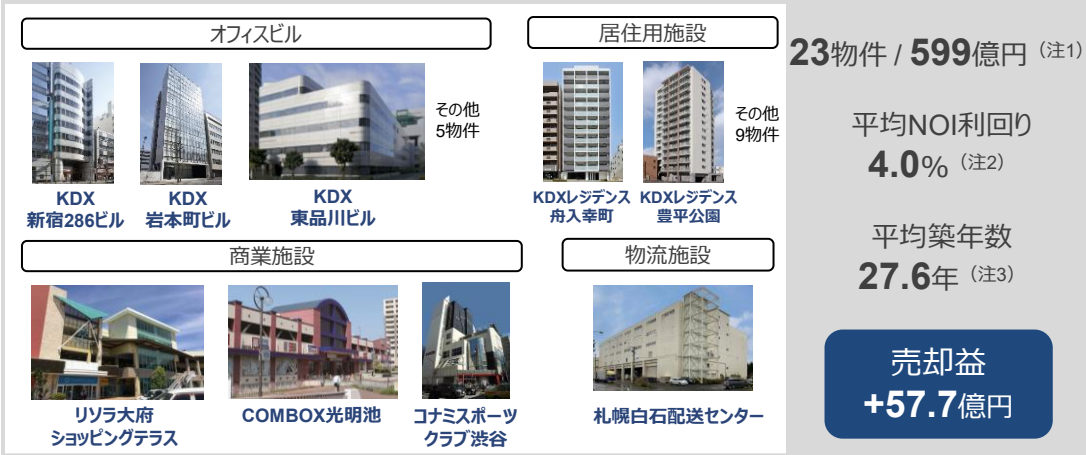 オフィスビル
その他
5物件
KDX
新宿286ビル
KDX
岩本町ビル
KDX
東品川ビル
居住用施設
その他
9物件
KDXレジデンス
舟入幸町
KDXレジデンス
豊平公園
商業施設
リソラ大府
ショッピングテラス
COMBOX光明池
コナミスポーツ
クラブ渋谷
物流施設
札幌白石配送センター
23物件 / 599億円（注1）
平均NOI利回り
4.0%（注2）
平均築年数
27.6年（注3）
売却益
+57.7億円